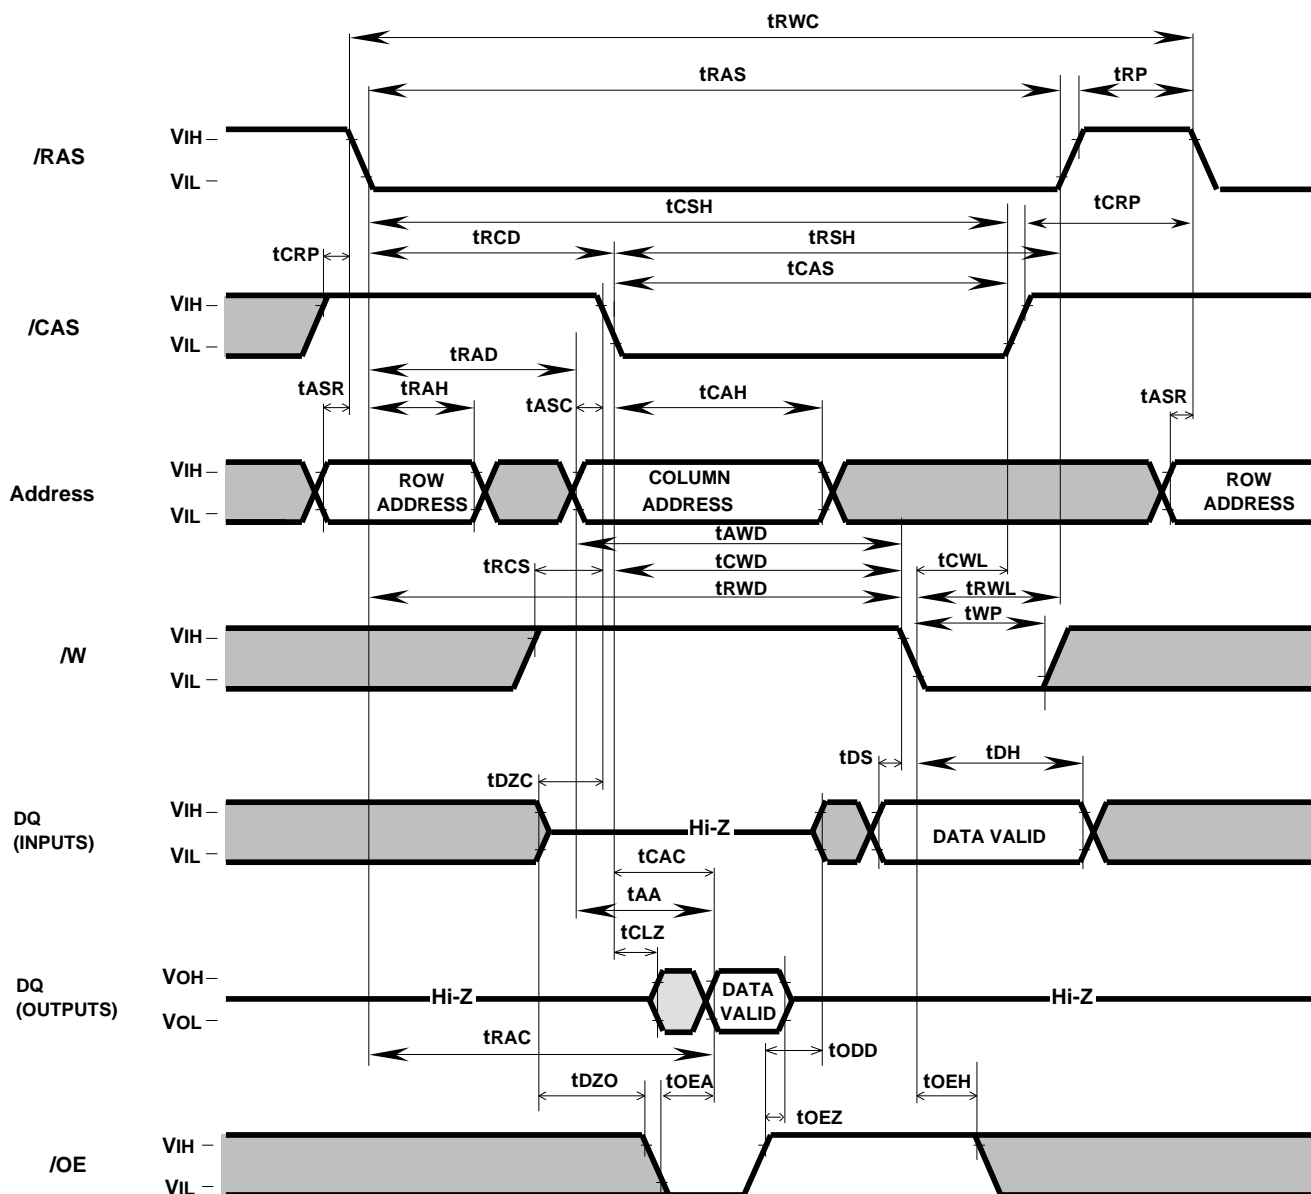 tRWC
tRAS
tRP
/RAS
VIH
VIL
tCSH
tCRP
tRCD
tRSH
tCRP
tCAS
/CAS
VIH
VIL
tRAD
tASR
tRAH
tASC
tCAH
tASR
Address
VIH
VIL
ROW
ADDRESS
COLUMN
ADDRESS
ROW
ADDRESS
tAWD
tRCS
tCWD
tCWL
tRWD
tRWL
tWP
/W
VIH
VIL
tDS
tDH
tDZC
DQ
(INPUTS)
VIH
VIL
Hi-Z
DATA VALID
tCAC
tAA
tCLZ
DQ
(OUTPUTS)
VOH
VOL
Hi-Z
DATA
VALID
Hi-Z
tRAC
tODD
tDZO
tOEA
tOEH
tOEZ
/OE
VIH
VIL